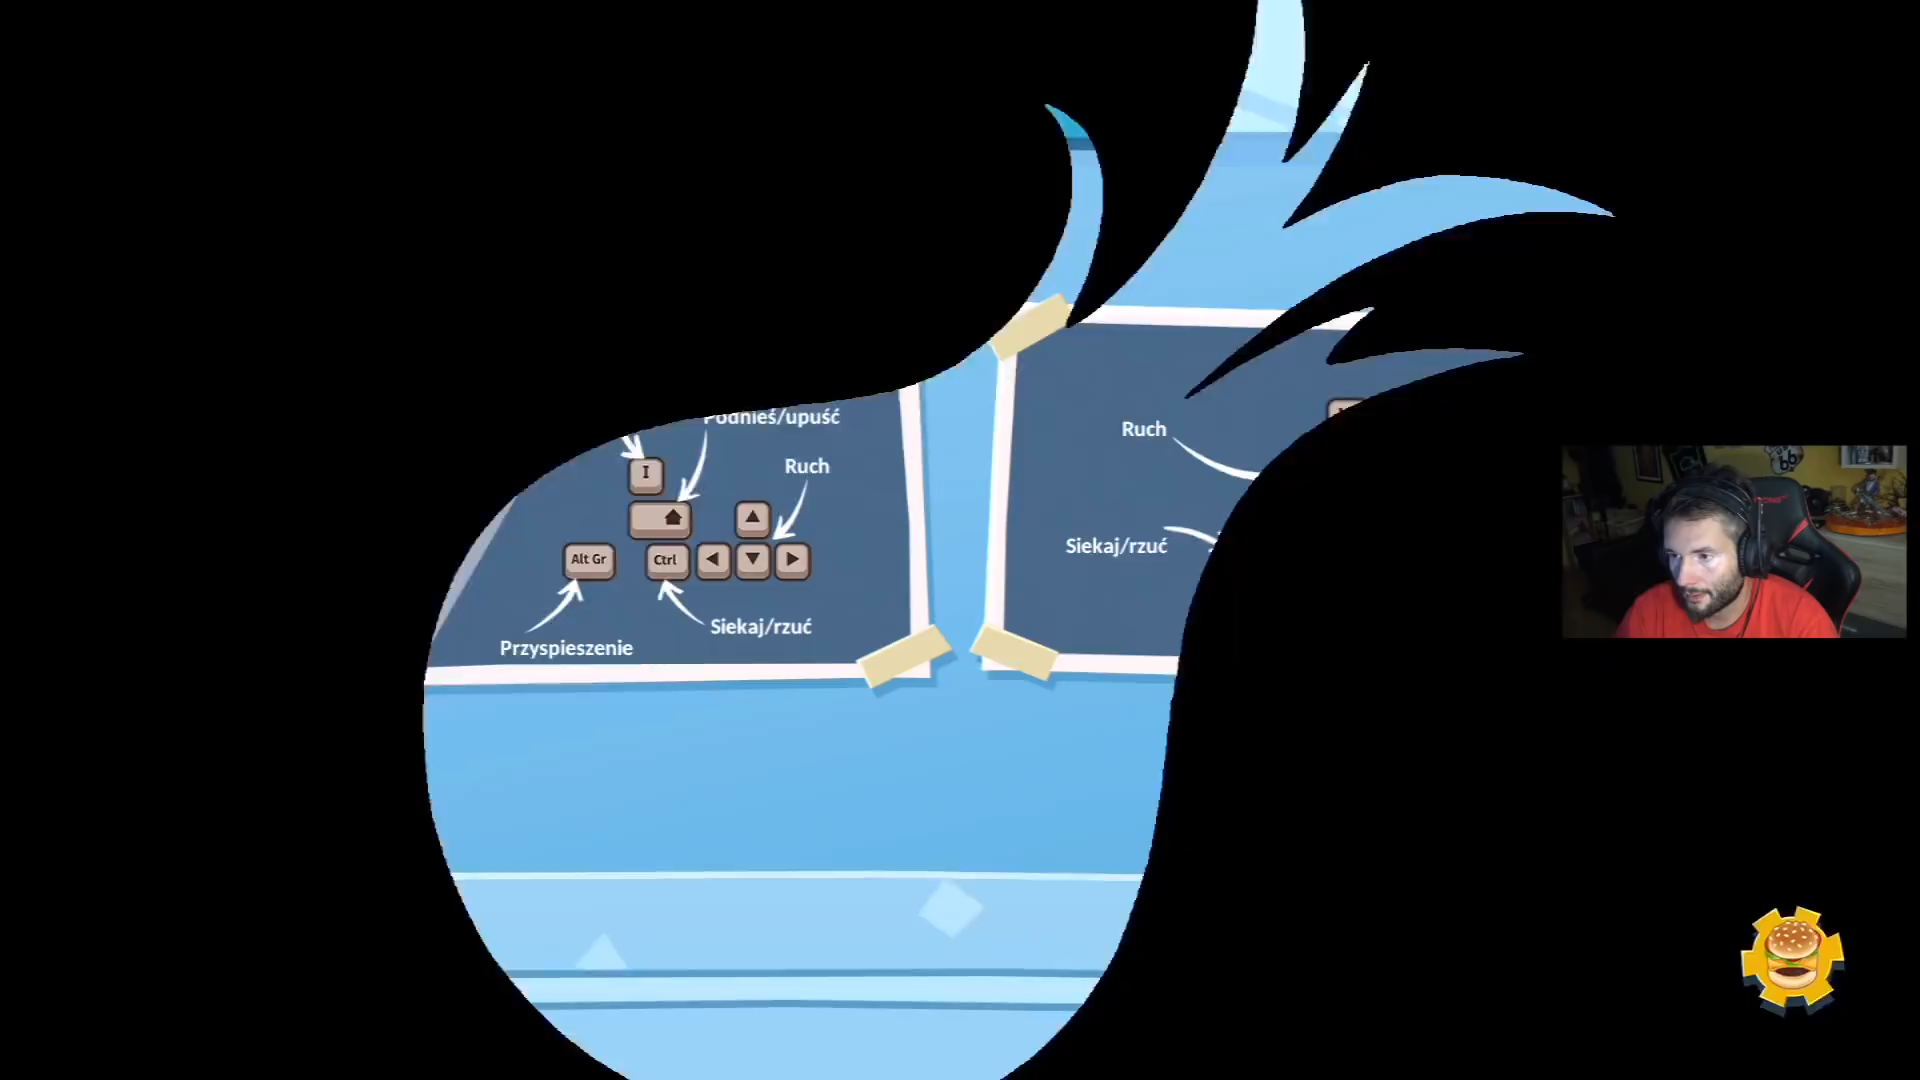 Podnieś/upuść
Ruch
I
Alt Gr
Ctrl
Siekaj/rzuć
Przyspieszenie
Ruch
Siekaj/rzuć